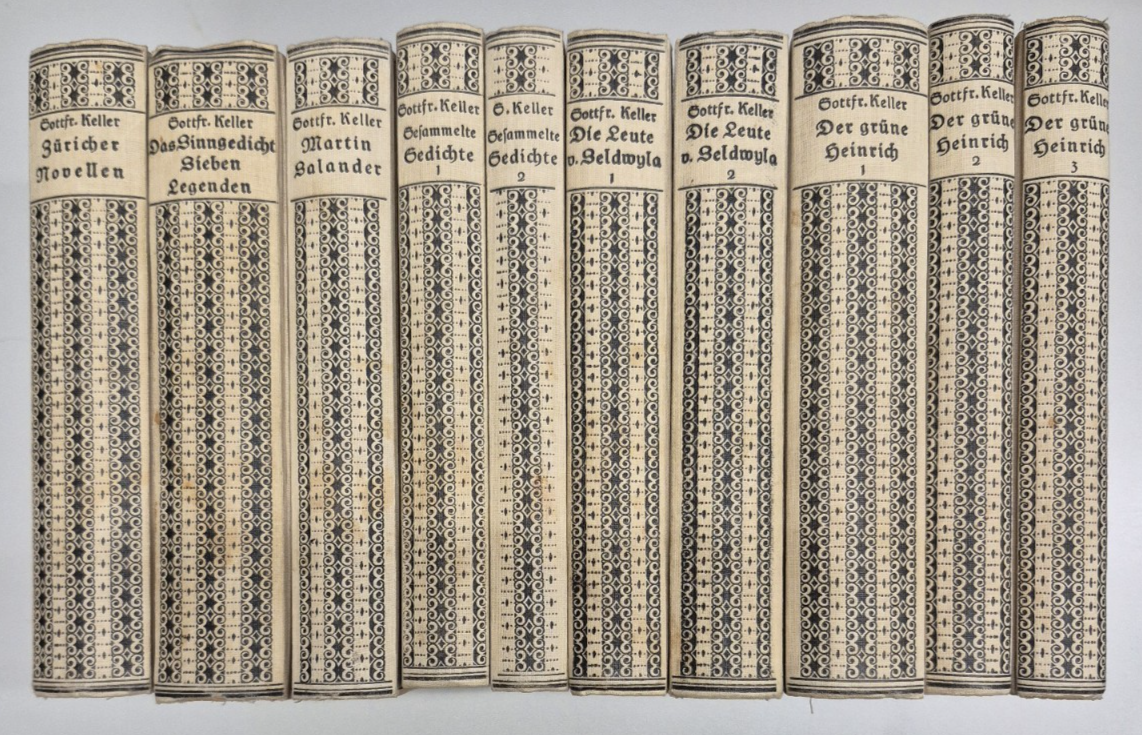 Gottfr. Keller
Züricher
Novellen
Gottfr. Keller
Das Sinngedicht
Sieben
Legenden
Gottfr. Keller
Martin
Salander
Gottfr. Keller
Gesammelte
Gedichte
1
G. Keller
Gesammelte
Gedichte
2
Gottfr. Keller
Die Leute
v. Seldwyla
1
Gottfr. Keller
Die Leute
v. Seldwyla
2
Gottfr. Keller
Der grüne
Heinrich
1
Gottfr. Keller
Der grüne
Heinrich
2
Gottfr. Keller
Der grüne
Heinrich
3